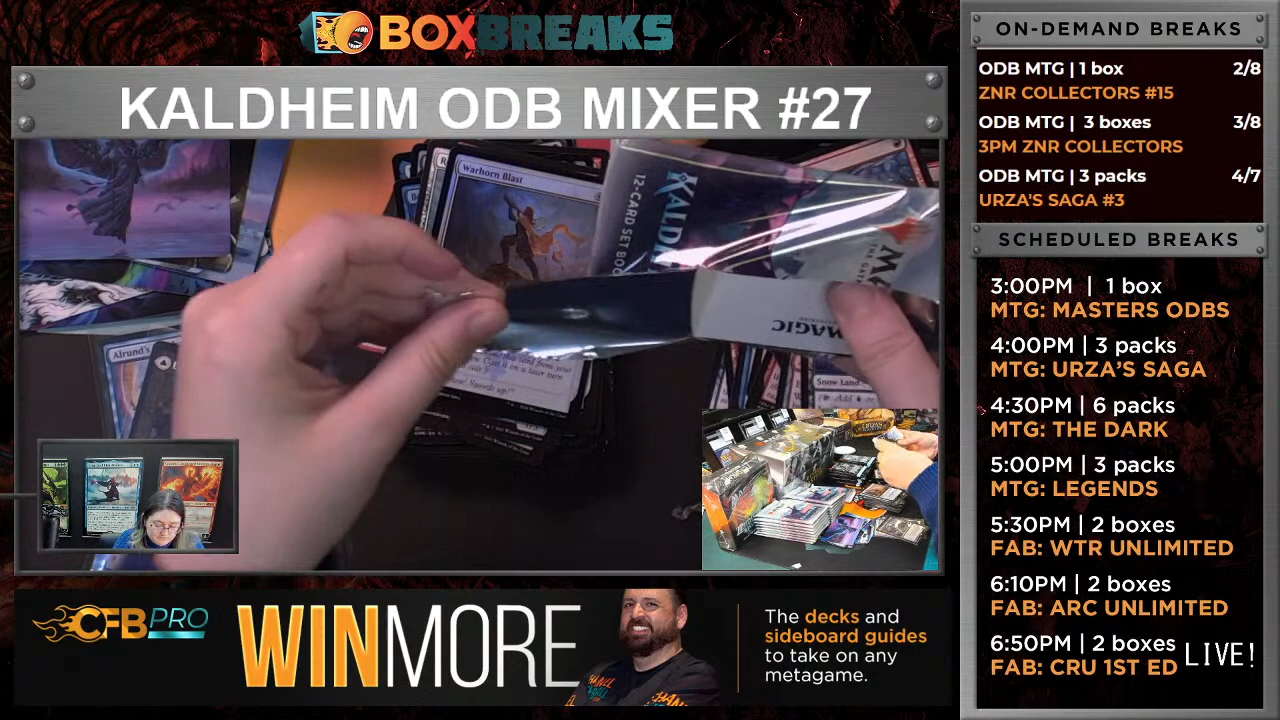 BOXBREAKS
KALDHEIM ODB MIXER #27
Warhorn Blast
KALD
12-CARD SET BOO
MAGIC
Alrund's
Snow Land
CFB PRO
WINMORE
The decks and
sideboard guides
to take on any
metagame.
ON-DEMAND BREAKS
ODB MTG | 1 box 2/8
ZNR COLLECTORS #15
ODB MTG | 3 boxes 3/8
3PM ZNR COLLECTORS
ODB MTG | 3 packs 4/7
URZA'S SAGA #3
SCHEDULED BREAKS
3:00PM | 1 box
MTG: MASTERS ODBS
4:00PM | 3 packs
MTG: URZA'S SAGA
4:30PM | 6 packs
MTG: THE DARK
5:00PM | 3 packs
MTG: LEGENDS
5:30PM | 2 boxes
FAB: WTR UNLIMITED
6:10PM | 2 boxes
FAB: ARC UNLIMITED
6:50PM | 2 boxes
FAB: CRU 1ST ED
LIVE!